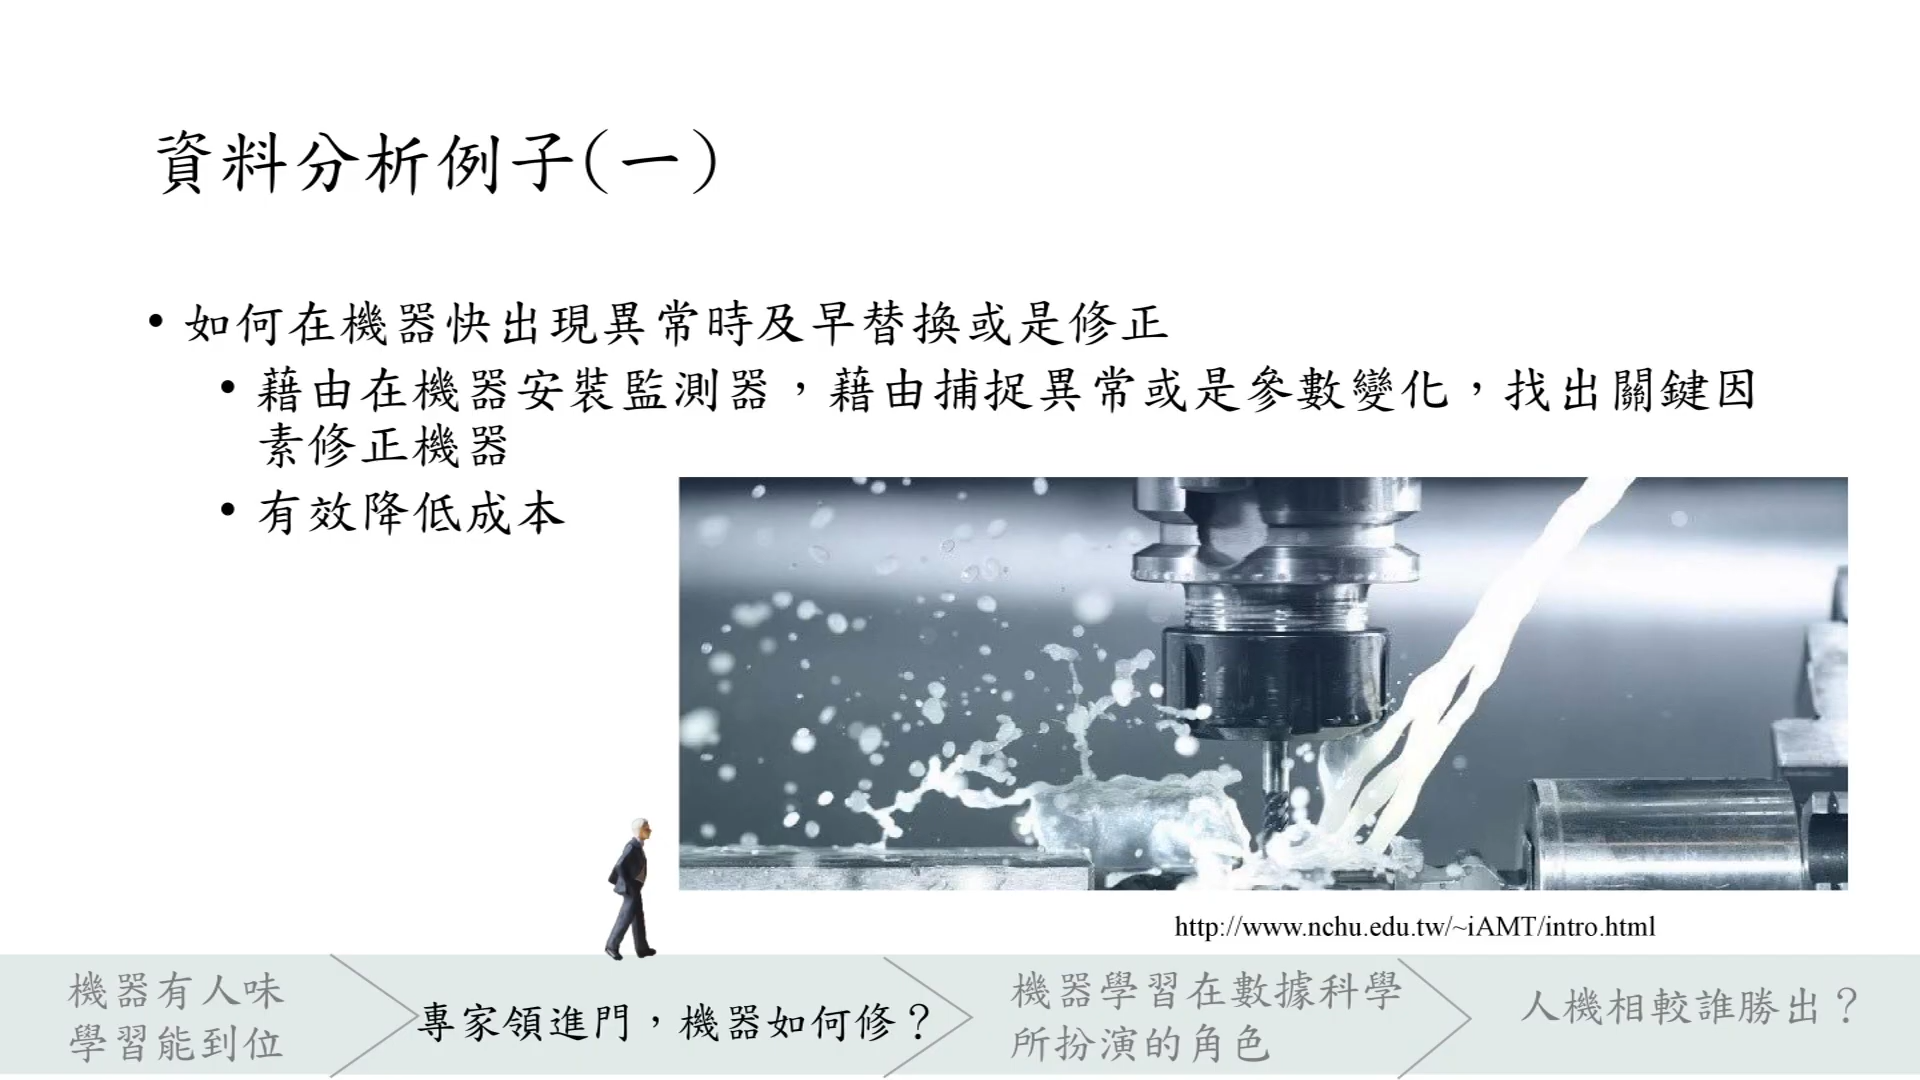 資料分析例子(一)
• 如何在機器快出現異常時及早替換或是修正
• 藉由在機器安裝監測器，藉由捕捉異常或是參數變化，找出關鍵因
素修正機器
• 有效降低成本
http://www.nchu.edu.tw/~iAMT/intro.html
機器有人味
學習能到位
專家領進門，機器如何修？
機器學習在數據科學
所扮演的角色
人機相較誰勝出？